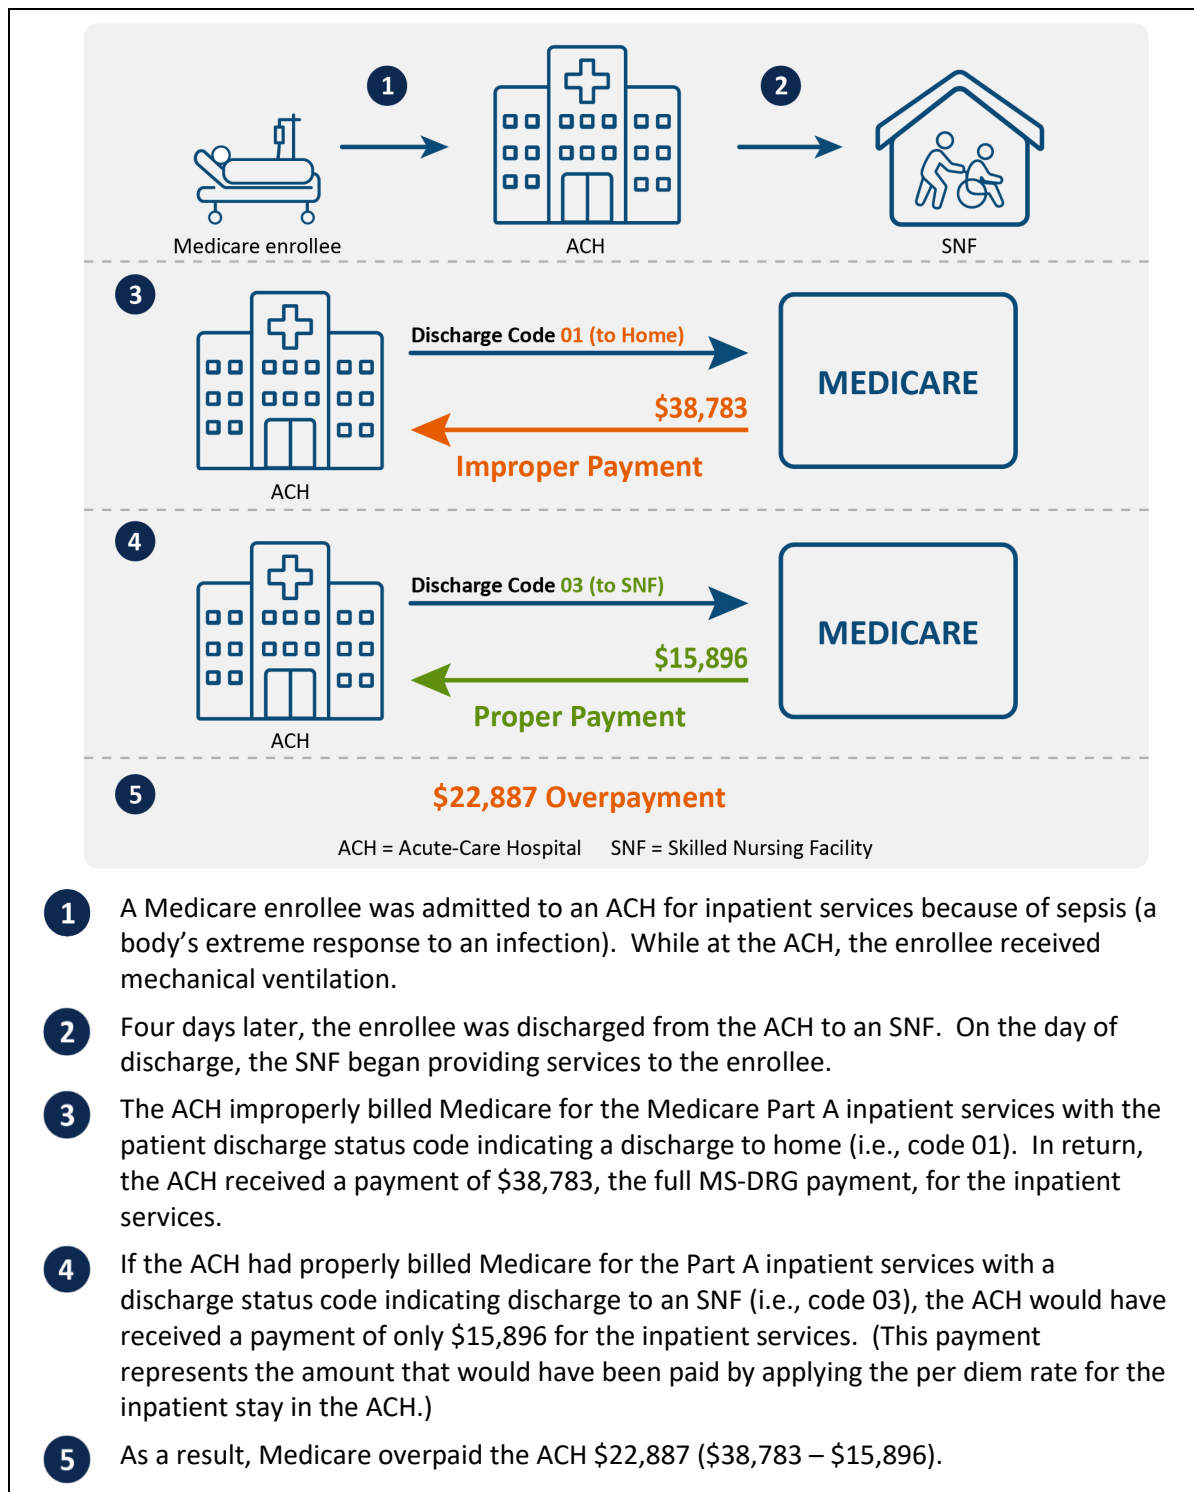 1
2
Medicare enrollee
ACH
SNF
3
Discharge Code 01 (to Home)
$38,783
Improper Payment
MEDICARE
ACH
4
Discharge Code 03 (to SNF)
$15,896
Proper Payment
MEDICARE
ACH
5
$22,887 Overpayment
ACH = Acute-Care Hospital SNF = Skilled Nursing Facility
1 A Medicare enrollee was admitted to an ACH for inpatient services because of sepsis (a
body’s extreme response to an infection). While at the ACH, the enrollee received
mechanical ventilation.
2 Four days later, the enrollee was discharged from the ACH to an SNF. On the day of
discharge, the SNF began providing services to the enrollee.
3 The ACH improperly billed Medicare for the Medicare Part A inpatient services with the
patient discharge status code indicating a discharge to home (i.e., code 01). In return,
the ACH received a payment of $38,783, the full MS-DRG payment, for the inpatient
services.
4 If the ACH had properly billed Medicare for the Part A inpatient services with a
discharge status code indicating discharge to an SNF (i.e., code 03), the ACH would have
received a payment of only $15,896 for the inpatient services. (This payment
represents the amount that would have been paid by applying the per diem rate for the
inpatient stay in the ACH.)
5 As a result, Medicare overpaid the ACH $22,887 ($38,783 – $15,896).